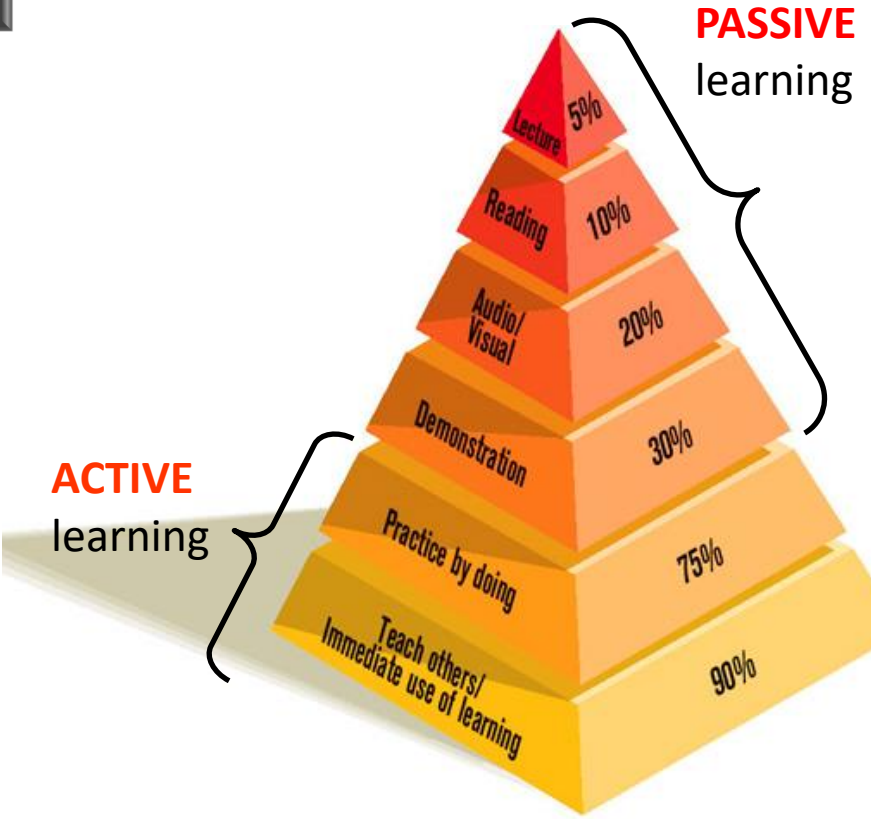 PASSIVE
learning
Lecture
5%
Reading
10%
Audio/
Visual
20%
Demonstration
30%
ACTIVE
learning
Practice by doing
75%
Teach others/
Immediate use of learning
90%